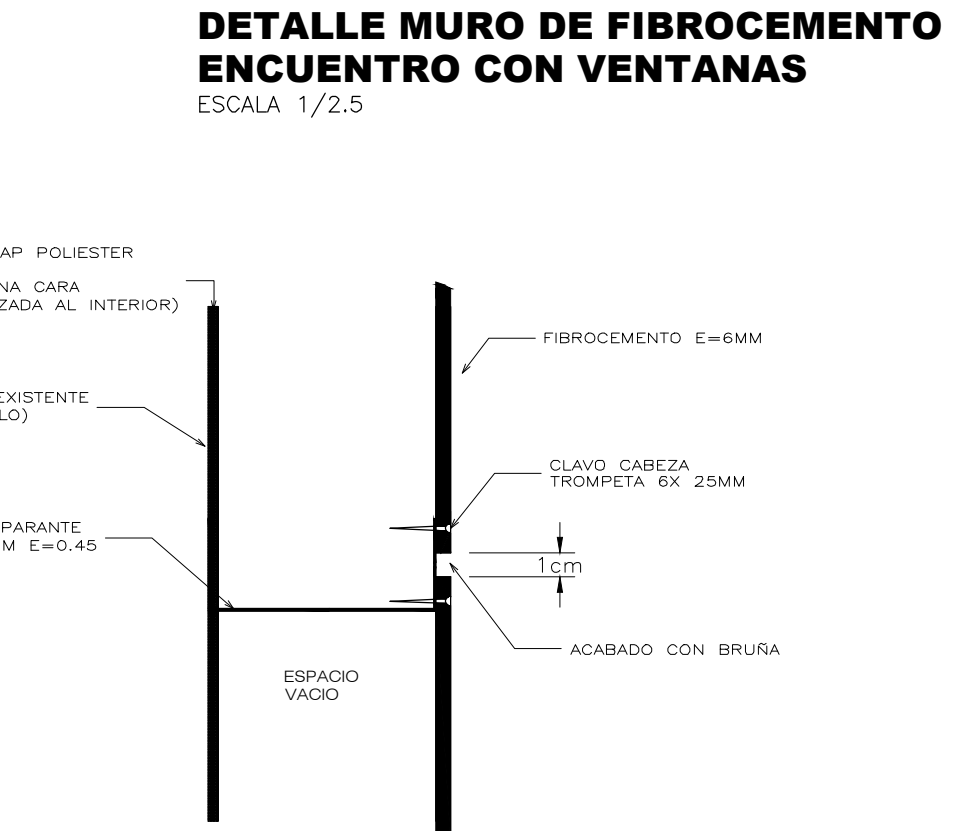 DETALLE MURO DE FIBROCEMENTO
ENCUENTRO CON VENTANAS
ESCALA 1/2.5
AP POLIESTER
NA CARA
ZADA AL INTERIOR)
FIBROCEMENTO E=6MM
EXISTENTE
LO)
CLAVO CABEZA
TROMPETA 6X 25MM
PARANTE
M E=0.45
1cm
ACABADO CON BRUÑA
ESPACIO
VACIO